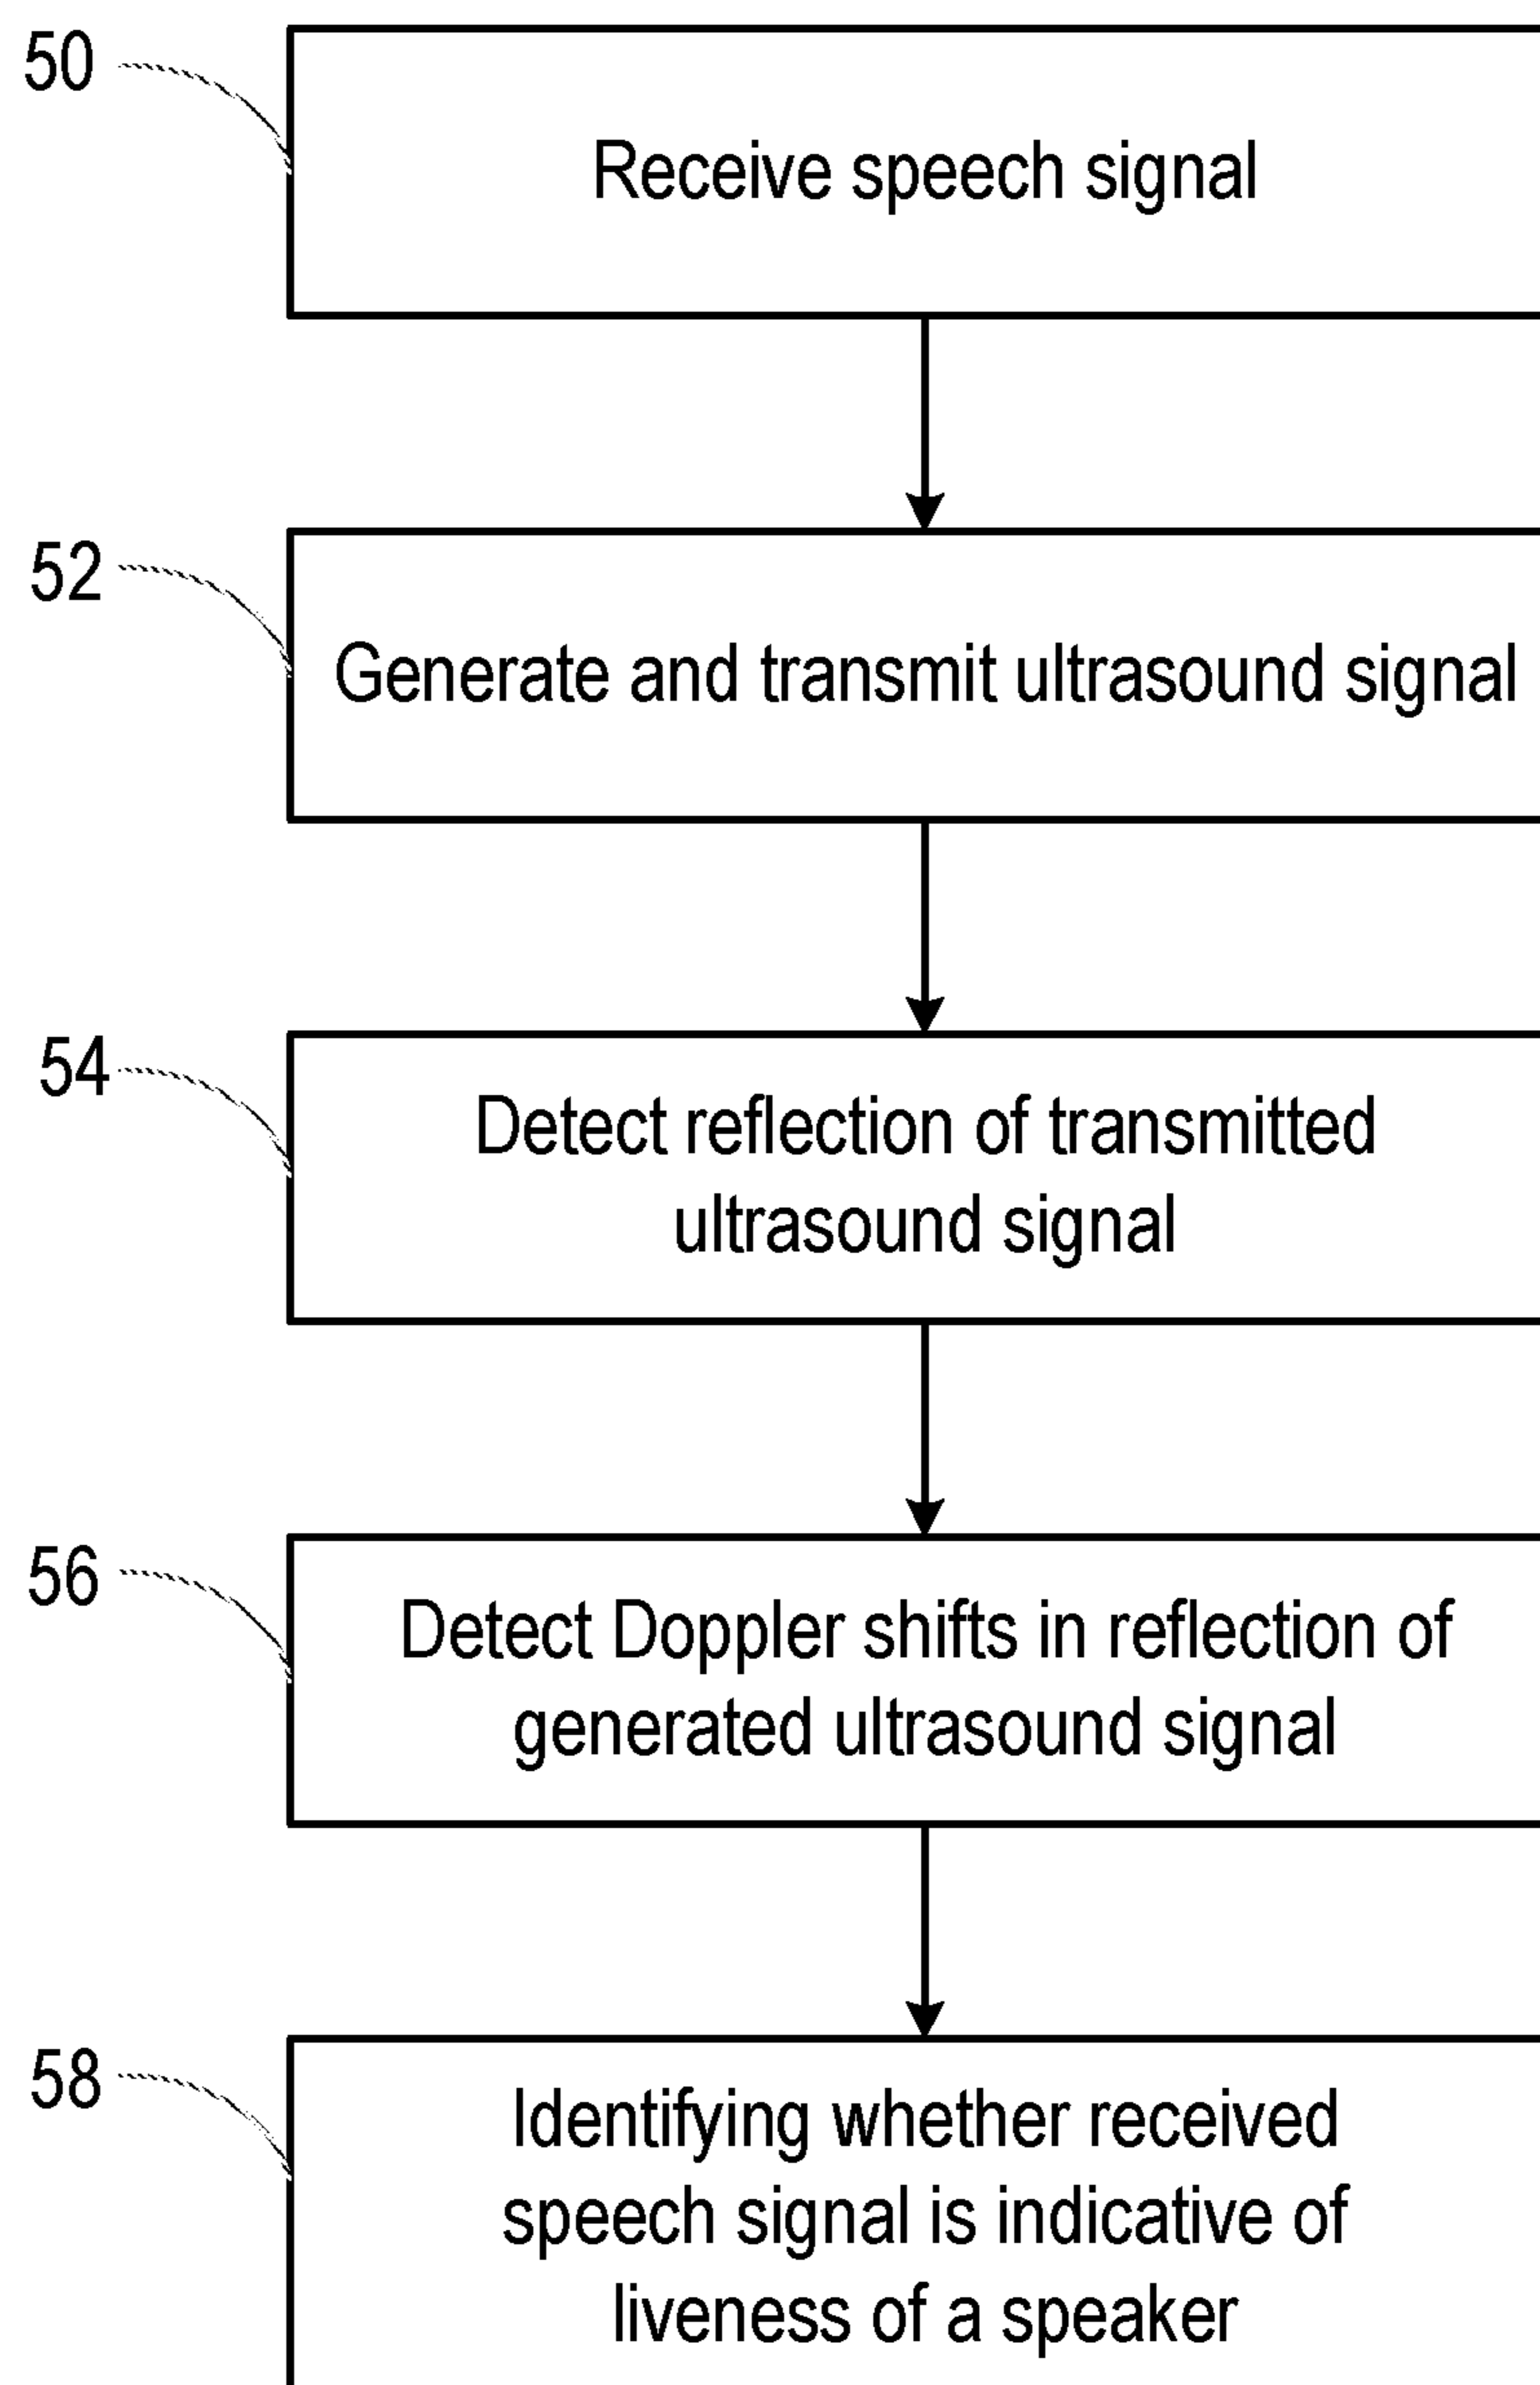 50
Receive speech signal
52
Generate and transmit ultrasound signal
54
Detect reflection of transmitted
ultrasound signal
56
Detect Doppler shifts in reflection of
generated ultrasound signal
58
Identifying whether received
speech signal is indicative of
liveness of a speaker